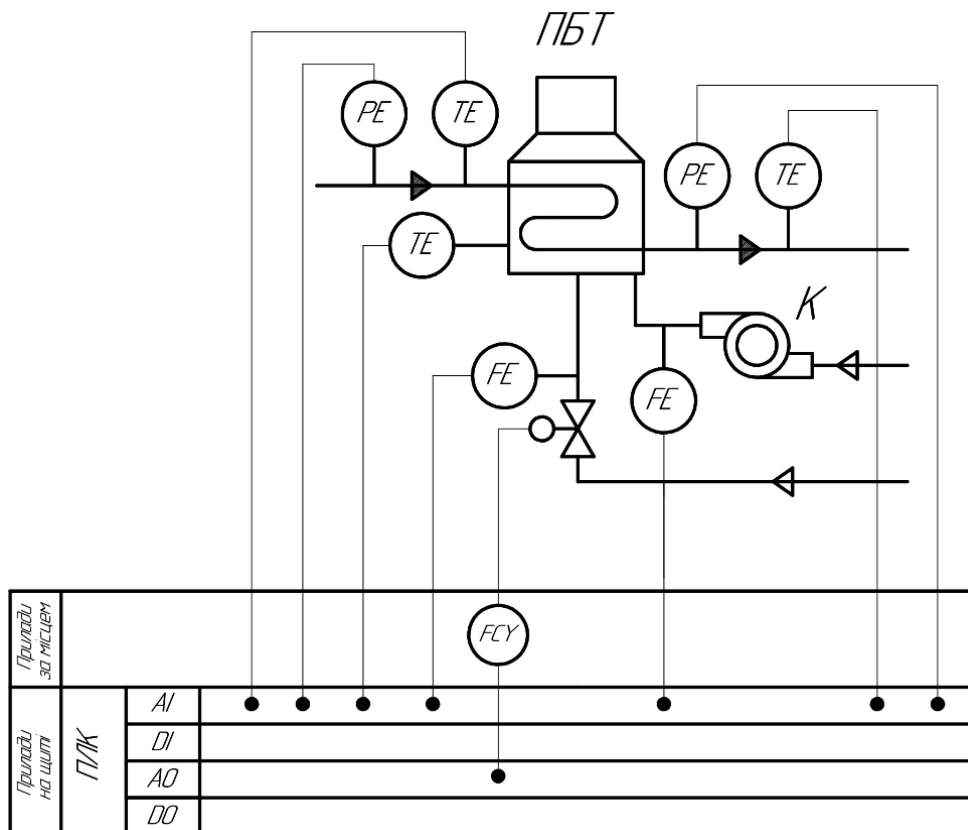 ПБТ
PE
TE
PE
TE
TE
K
FE
FE
Прилади
за місцем
FCY
Прилади
на щиті
ПЛК
AI
DI
AO
DO